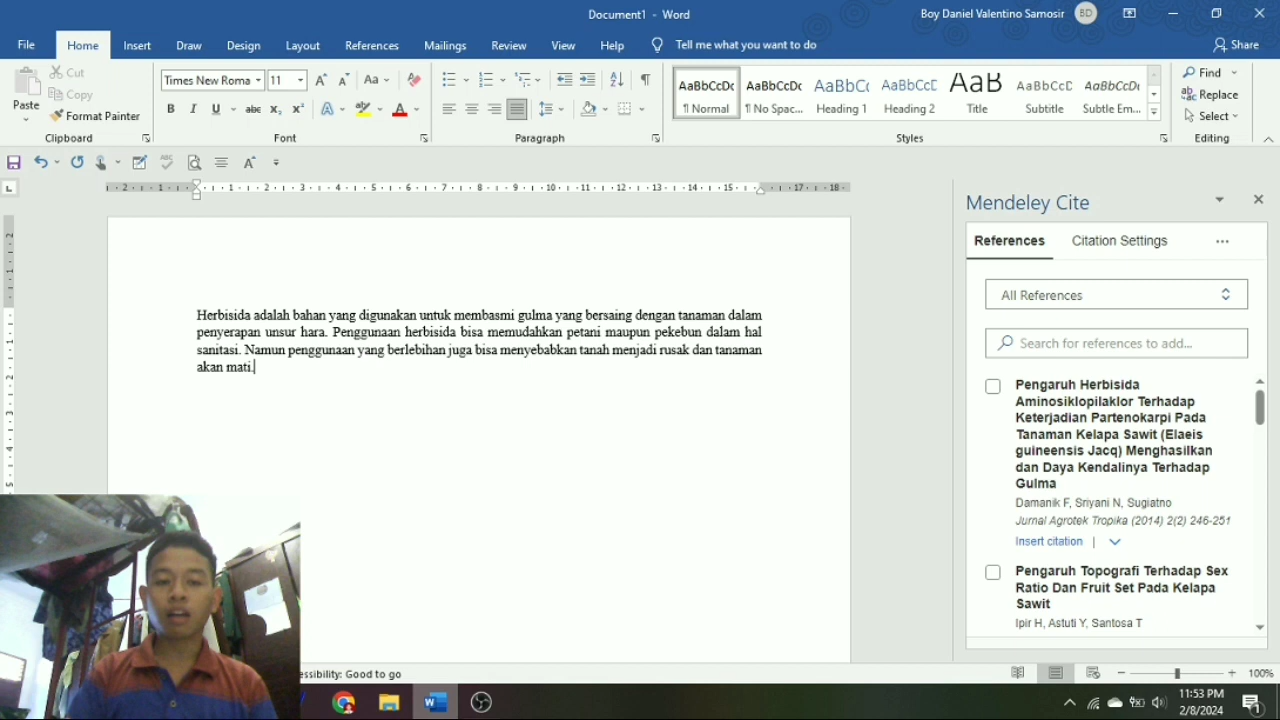 Document1 - Word
Boy Daniel Valentino Samosir
BD
File
Home
Insert
Draw
Design
Layout
References
Mailings
Review
View
Help
Tell me what you want to do
Share
Paste
Cut
Copy
Format Painter
Clipboard
Times New Roma
11
Font
Paragraph
AaBbCcDc
¶ Normal
AaBbCcDc
¶ No Spac...
AaBbC(
Heading 1
AaBbCcD
Heading 2
AaB
Title
AaBbCcD
Subtitle
AaBbCcDc
Subtle Em...
Styles
Find
Replace
Select
Editing
Mendeley Cite
References
Citation Settings
All References
Search for references to add...
Herbisida adalah bahan yang digunakan untuk membasmi gulma yang bersaing dengan tanaman dalam
penyerapan unsur hara. Penggunaan herbisida bisa memudahkan petani maupun pekebun dalam hal
sanitasi. Namun penggunaan yang berlebihan juga bisa menyebabkan tanah menjadi rusak dan tanaman
akan mati.
Pengaruh Herbisida
Aminosiklopilaklor Terhadap
Keterjadian Partenokarpi Pada
Tanaman Kelapa Sawit (Elaeis
guineensis Jacq) Menghasilkan
dan Daya Kendalinya Terhadap
Gulma
Damanik F, Sriyani N, Sugiatno
Jurnal Agrotek Tropika (2014) 2(2) 246-251
Insert citation
Pengaruh Topografi Terhadap Sex
Ratio Dan Fruit Set Pada Kelapa
Sawit
Ipir H, Astuti Y, Santosa T
ssibility: Good to go
100%
11:53 PM
2/8/2024